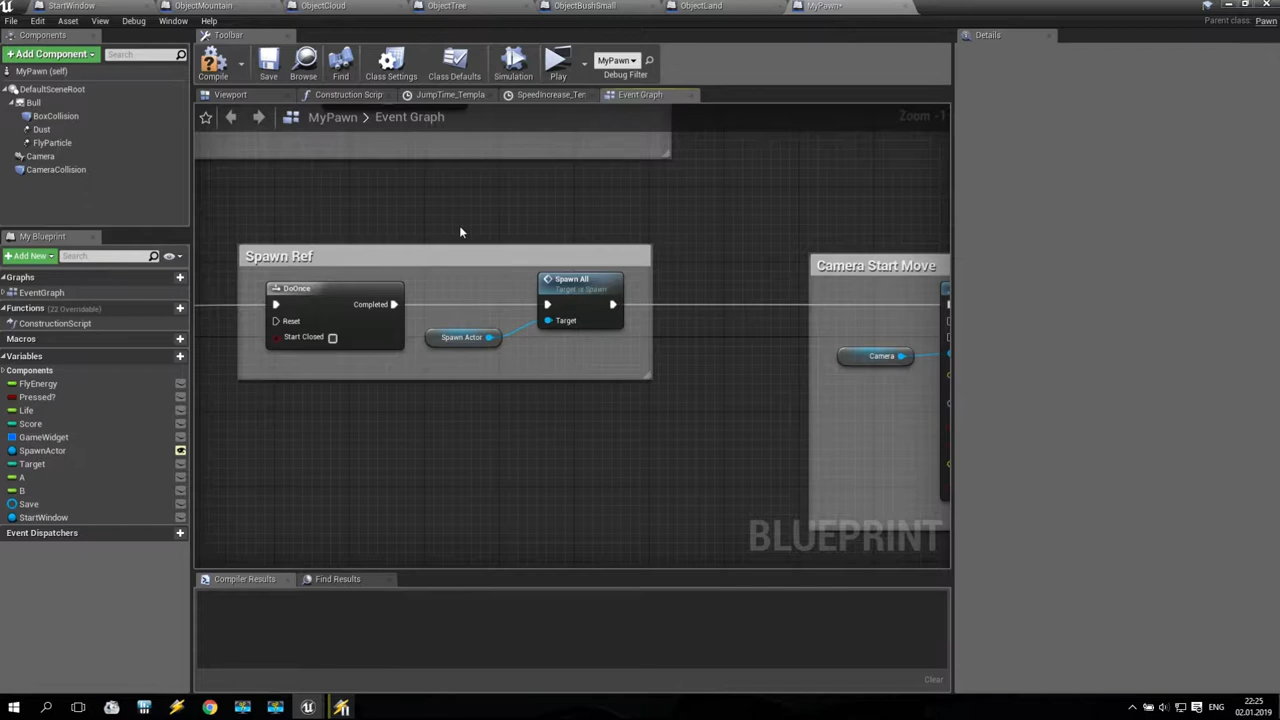 StartWindow
ObjectMountain
ObjectCloud
ObjectTree
ObjectBushSmall
ObjectLand
MyPawn*
File Edit Asset View Debug Window Help
Parent class: Pawn
Components
Toolbar
Details
+Add Component
Search
MyPawn (self)
DefaultSceneRoot
Bull
BoxCollision
Dust
FlyParticle
Camera
CameraCollision
Compile
Save
Browse
Find
Class Settings
Class Defaults
Simulation
Play
MyPawn
Debug Filter
Viewport
Construction Scrip
JumpTime_Templa
SpeedIncrease_Ten
Event Graph
MyPawn > Event Graph
Zoom -1
My Blueprint
+Add New
Search
Graphs
EventGraph
Functions (22 Overridable)
ConstructionScript
Macros
Variables
Components
FlyEnergy
Pressed?
Life
Score
GameWidget
SpawnActor
Target
A
B
Save
StartWindow
Event Dispatchers
Spawn Ref
DoOnce
Completed
Reset
Start Closed
Spawn Actor
Spawn All
Target is Spawn
Target
Camera Start Move
Camera
BLUEPRINT
Compiler Results
Find Results
Clear
ENG
22:25
02.01.2019